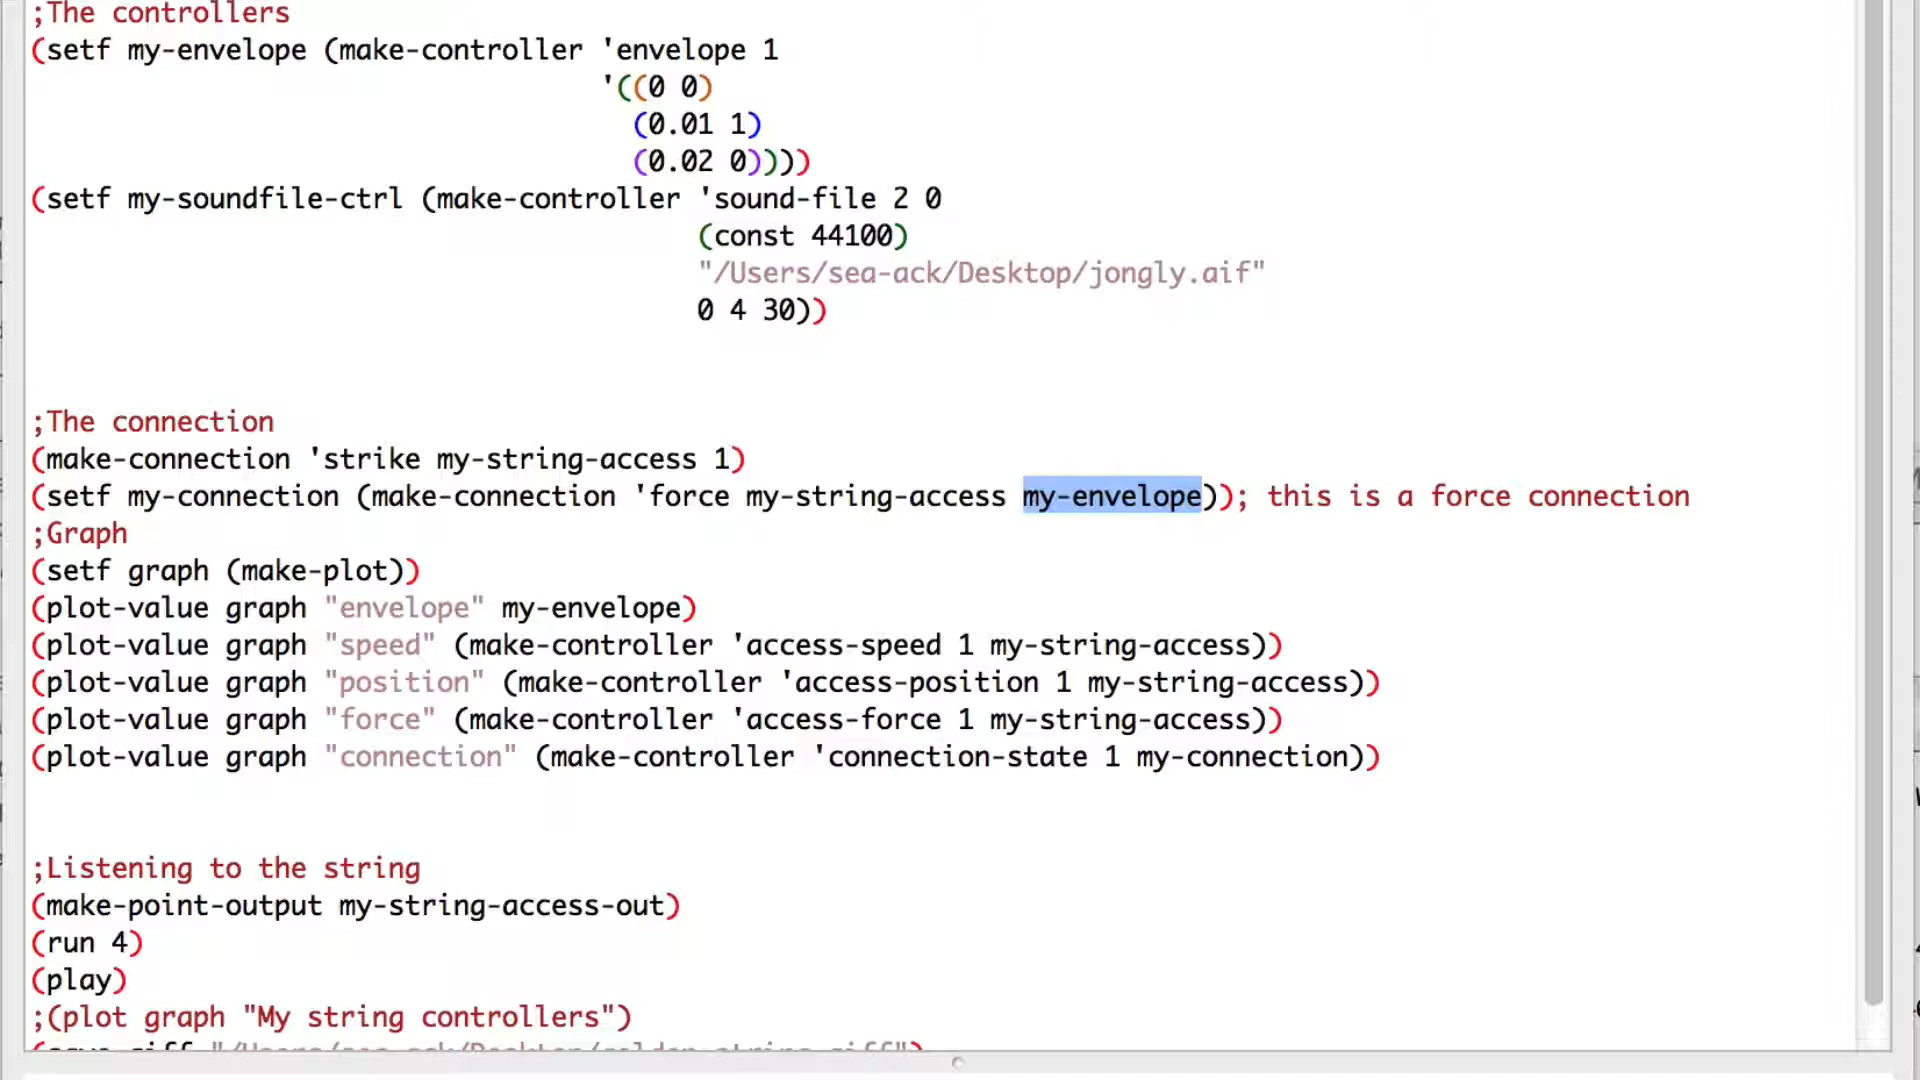 ;The controllers
(setf my-envelope (make-controller 'envelope 1
'((0 0)
(0.01 1)
(0.02 0))))
(setf my-soundfile-ctrl (make-controller 'sound-file 2 0
(const 44100)
"/Users/sea-ack/Desktop/jongly.aif"
0 4 30))
;The connection
(make-connection 'strike my-string-access 1)
(setf my-connection (make-connection 'force my-string-access my-envelope)); this is a force connection
;Graph
(setf graph (make-plot))
(plot-value graph "envelope" my-envelope)
(plot-value graph "speed" (make-controller 'access-speed 1 my-string-access))
(plot-value graph "position" (make-controller 'access-position 1 my-string-access))
(plot-value graph "force" (make-controller 'access-force 1 my-string-access))
(plot-value graph "connection" (make-controller 'connection-state 1 my-connection))
;Listening to the string
(make-point-output my-string-access-out)
(run 4)
(play)
;(plot graph "My string controllers")